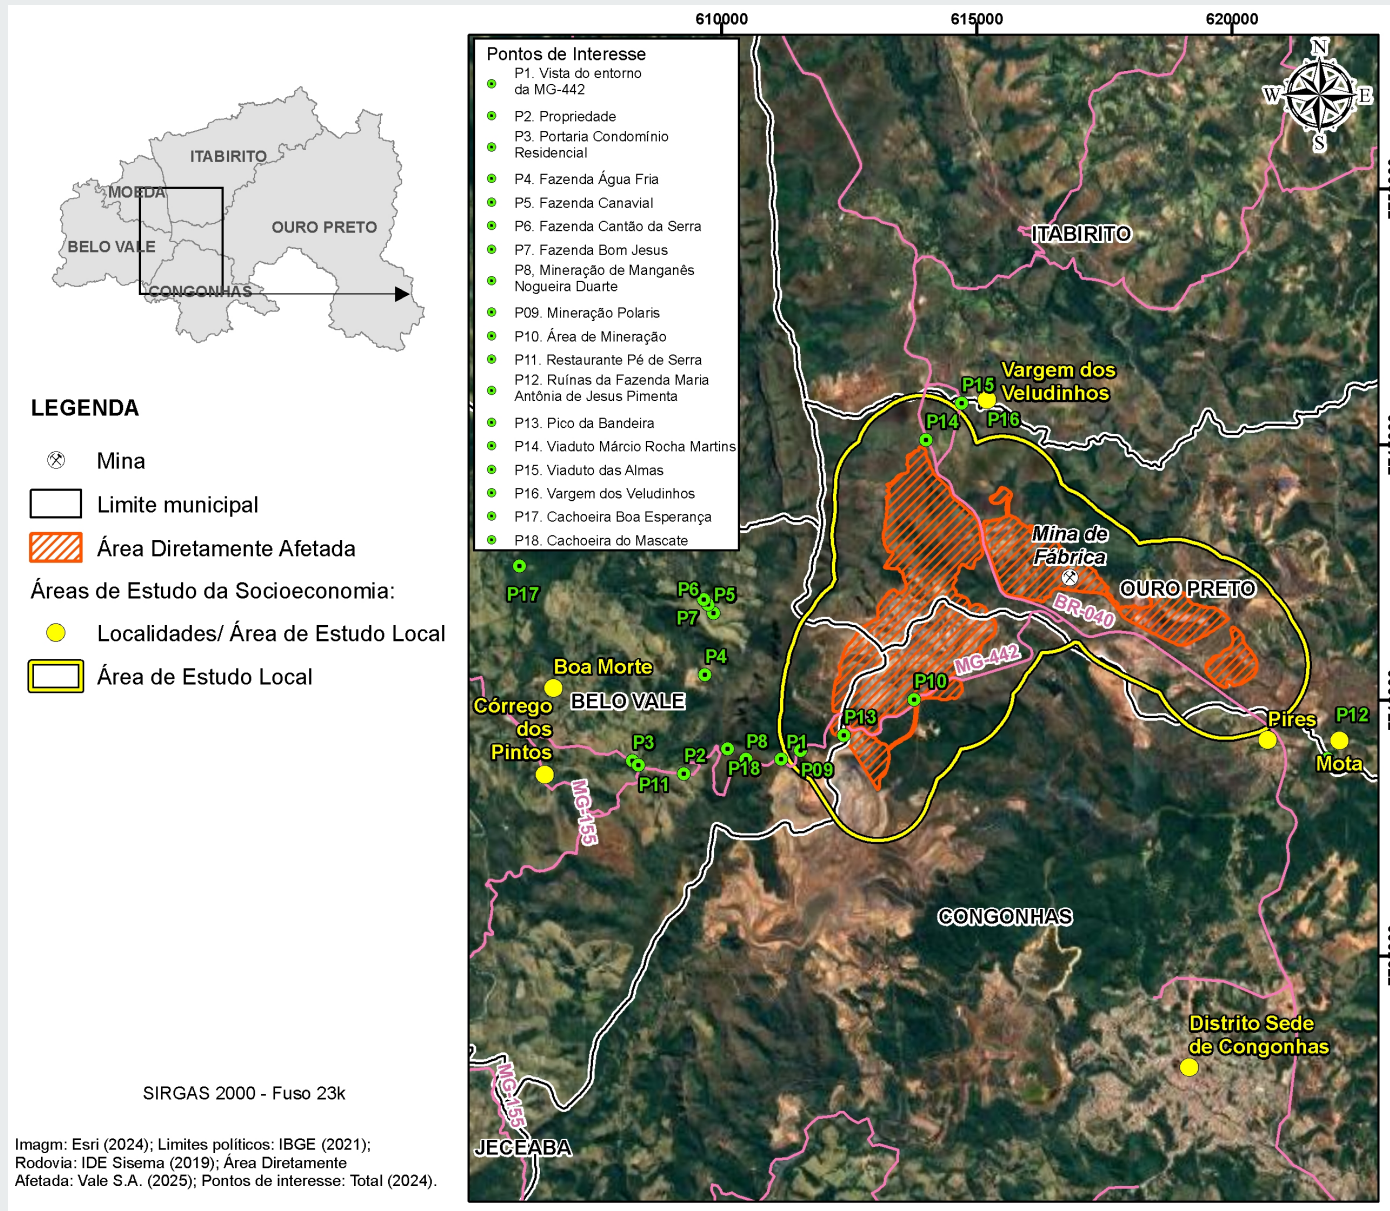 610000
615000
620000
Pontos de Interesse
P1. Vista do entorno
da MG-442
P2. Propriedade
P3. Portaria Condomínio
Residencial
P4. Fazenda Água Fria
P5. Fazenda Canavial
P6. Fazenda Cantão da Serra
P7. Fazenda Bom Jesus
P8, Mineração de Manganês
Nogueira Duarte
P09. Mineração Polaris
P10. Área de Mineração
P11. Restaurante Pé de Serra
P12. Ruínas da Fazenda Maria
Antônia de Jesus Pimenta
P13. Pico da Bandeira
P14. Viaduto Márcio Rocha Martins
P15. Viaduto das Almas
P16. Vargem dos Veludinhos
P17. Cachoeira Boa Esperança
P18. Cachoeira do Mascate
N
W
E
S
ITABIRITO
MOEDA
OURO PRETO
BELO VALE
CONGONHAS
LEGENDA
Mina
Limite municipal
Área Diretamente Afetada
Áreas de Estudo da Socioeconomia:
Localidades/ Área de Estudo Local
Área de Estudo Local
SIRGAS 2000 - Fuso 23k
Imagm: Esri (2024); Limites políticos: IBGE (2021);
Rodovia: IDE Sisema (2019); Área Diretamente
Afetada: Vale S.A. (2025); Pontos de interesse: Total (2024).
ITABIRITO
Vargem dos
Veludinhos
P15
P16
P14
Mina de
Fábrica
OURO PRETO
BR-040
MG-442
P17
P6
P5
P7
P4
Boa Morte
BELO VALE
Córrego
dos
Pintos
P10
P13
P12
Pires
Mota
P3
P2
P8
P1
P18
P09
P11
MG-155
CONGONHAS
Distrito Sede
de Congonhas
MG-155
JECEABA